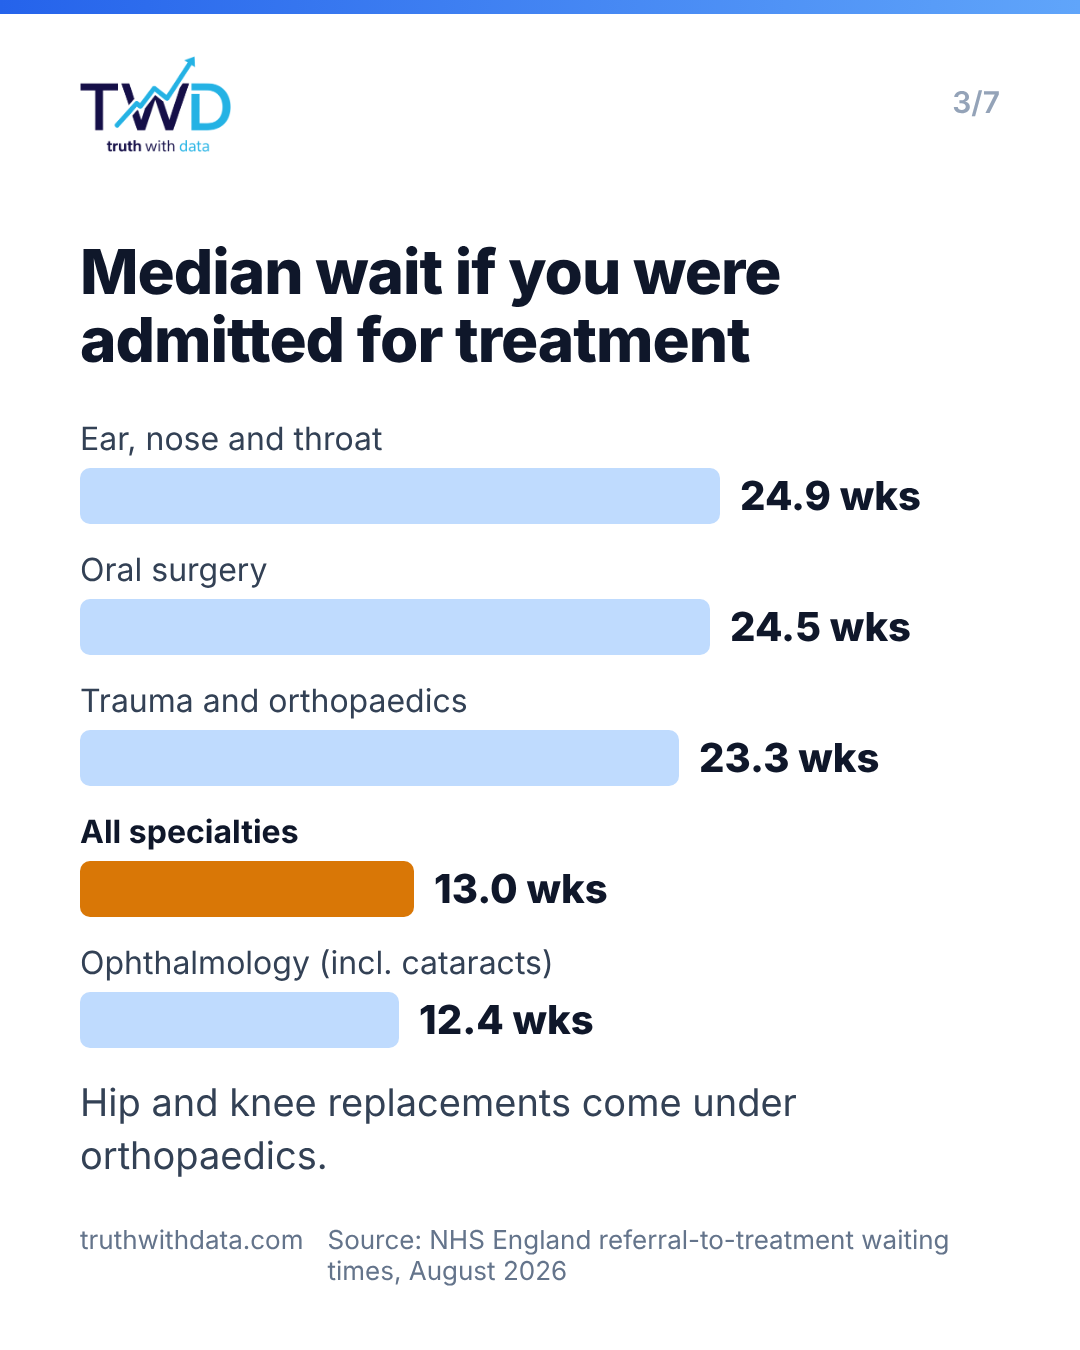 TWD
truth with data
3/7
Median wait if you were
admitted for treatment
Ear, nose and throat
24.9 wks
Oral surgery
24.5 wks
Trauma and orthopaedics
23.3 wks
All specialties
13.0 wks
Ophthalmology (incl. cataracts)
12.4 wks
Hip and knee replacements come under
orthopaedics.
truthwithdata.com
Source: NHS England referral-to-treatment waiting
times, August 2026